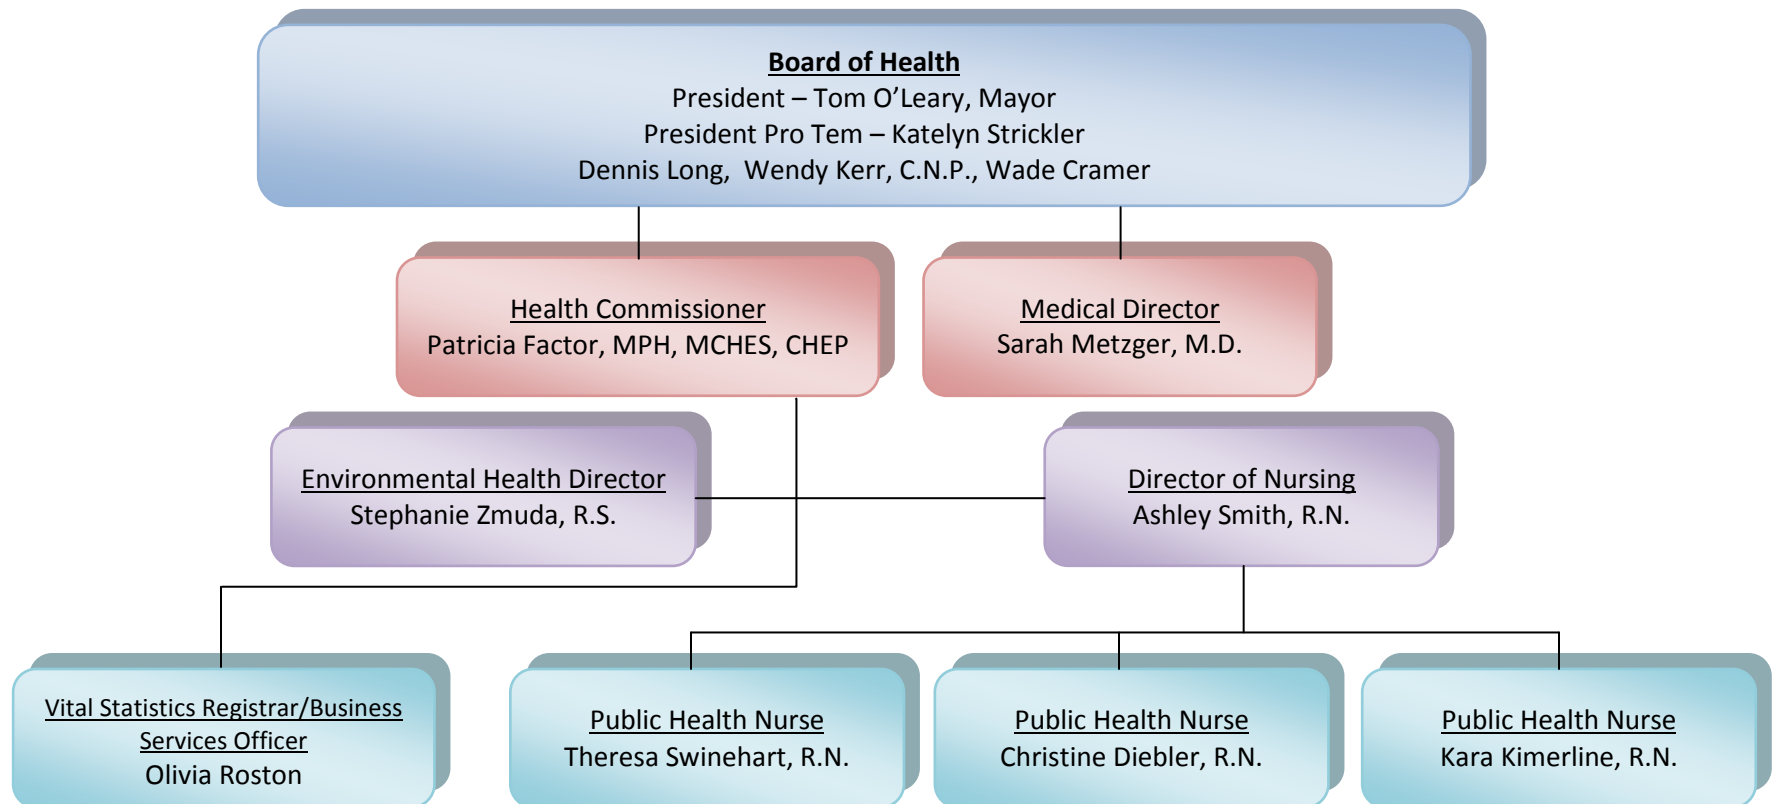 Board of Health
President – Tom O’Leary, Mayor
President Pro Tem – Katelyn Strickler
Dennis Long,  Wendy Kerr, C.N.P., Wade Cramer
Health Commissioner
Patricia Factor, MPH, MCHES, CHEP
Medical Director
Sarah Metzger, M.D.
Environmental Health Director
Stephanie Zmuda, R.S.
Director of Nursing
Ashley Smith, R.N.
Vital Statistics Registrar/Business
Services Officer
Olivia Roston
Public Health Nurse
Theresa Swinehart, R.N.
Public Health Nurse
Christine Diebler, R.N.
Public Health Nurse
Kara Kimerline, R.N.